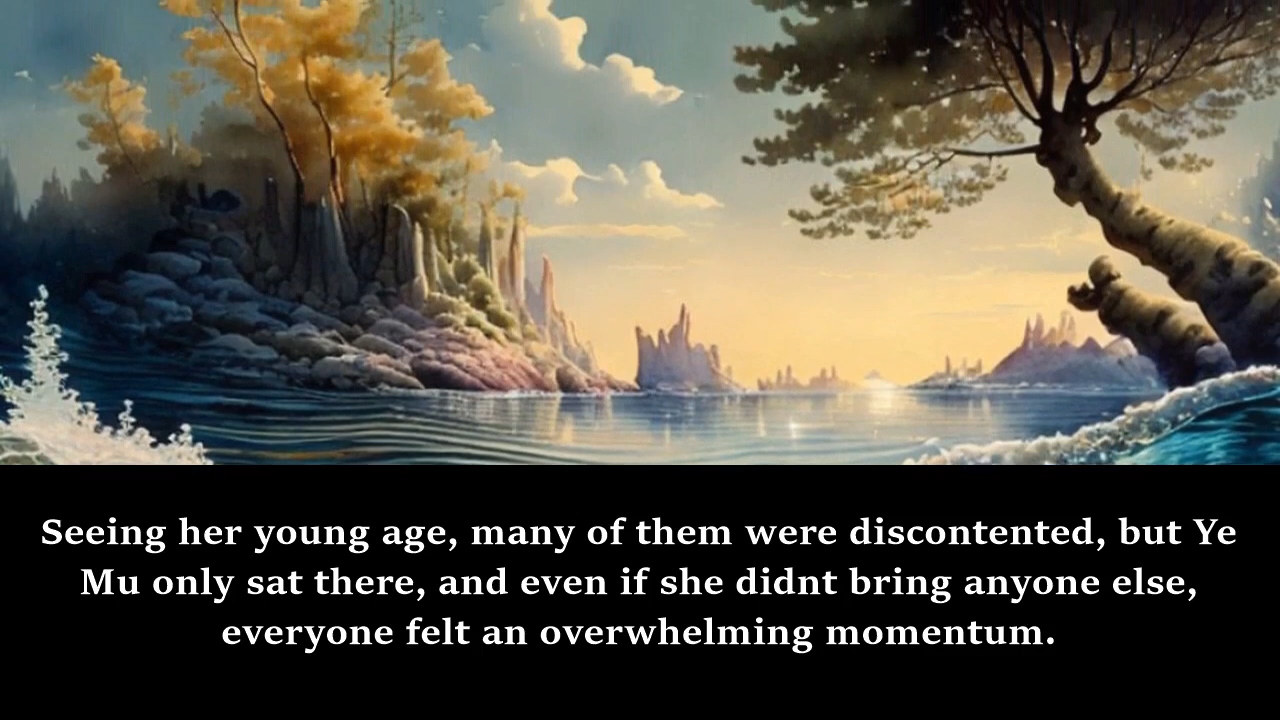 Seeing her young age, many of them were discontented, but Ye
Mu only sat there, and even if she didnt bring anyone else,
everyone felt an overwhelming momentum.